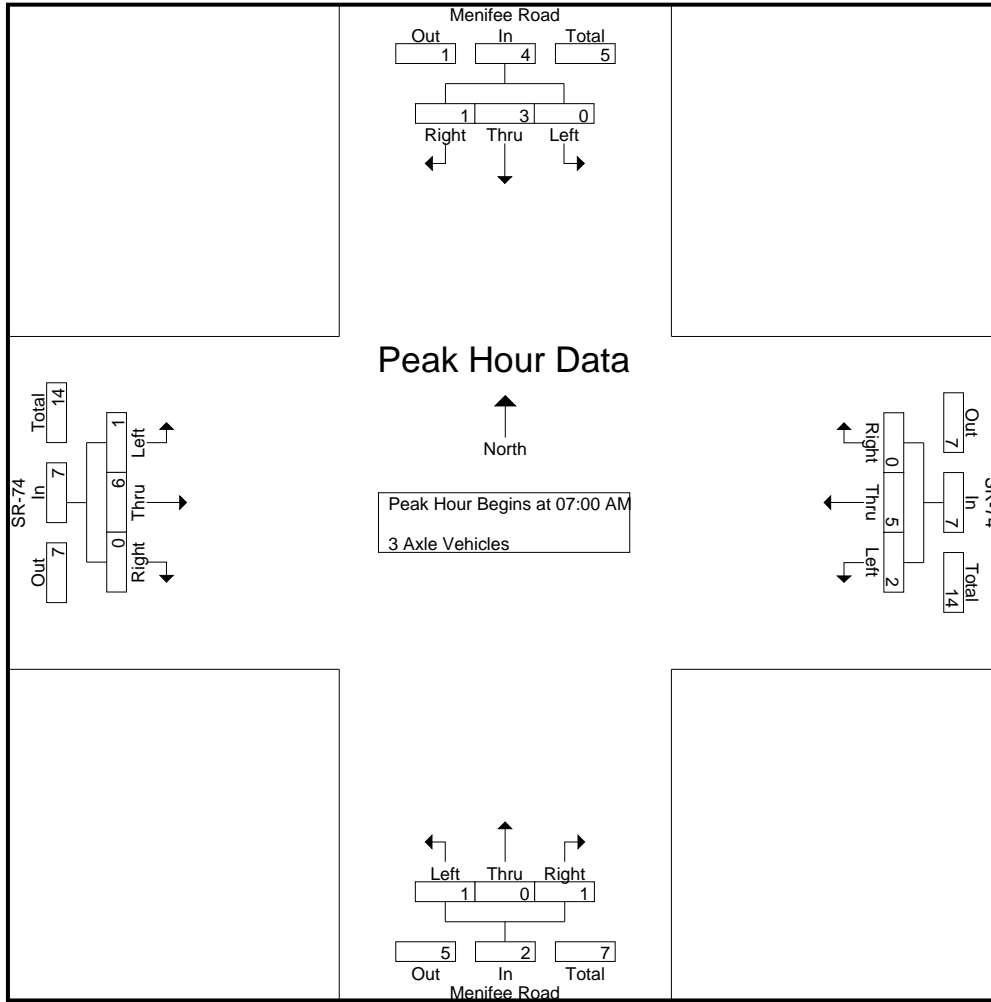 Menifee Road
Out In Total
1 4 5
1 3 0
Right Thru Left
Peak Hour Data
North
Peak Hour Begins at 07:00 AM
3 Axle Vehicles
SR-74
Total In Out
14 7 7
1 6 0
Left Thru Right
Right Thru Left
0 5 2
Out In Total
7 7 14
SR-74
Left Thru Right
1 0 1
5 2 7
Out In Total
Menifee Road